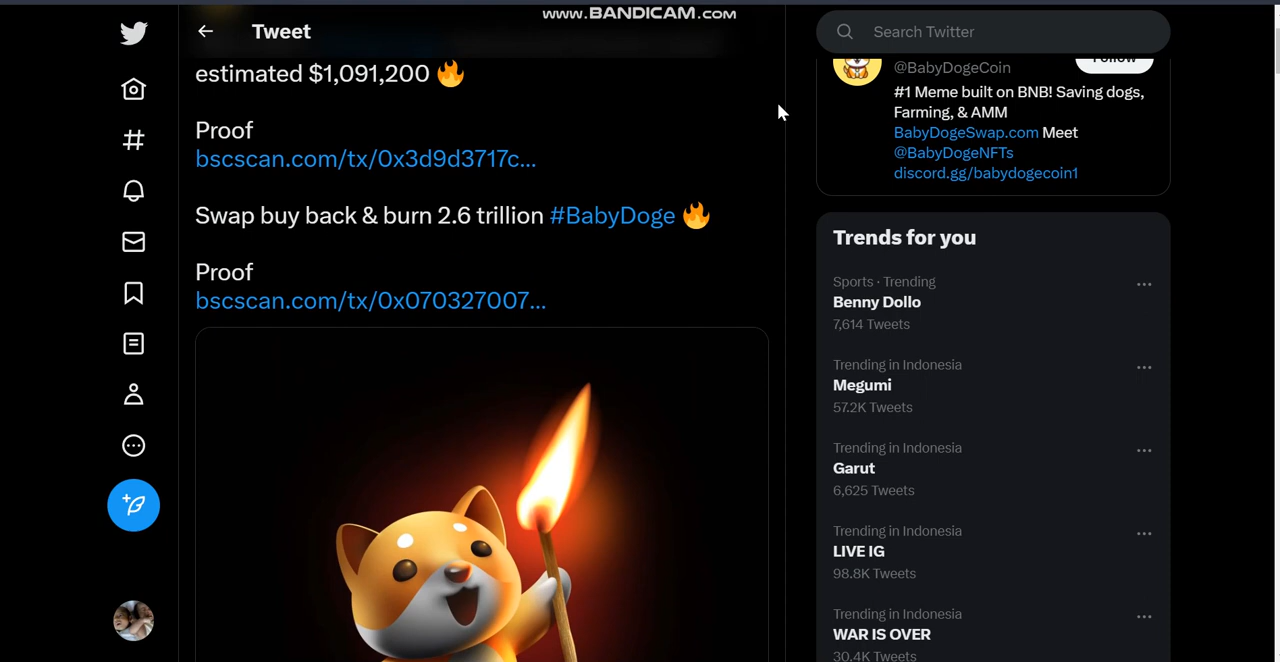 www.BANDICAM.com
Tweet
estimated $1,091,200 🔥
Proof
bscscan.com/tx/0x3d9d3717c...
Swap buy back & burn 2.6 trillion #BabyDoge 🔥
Proof
bscscan.com/tx/0x070327007...
Search Twitter
@BabyDogeCoin
Follow
#1 Meme built on BNB! Saving dogs,
Farming, & AMM
BabyDogeSwap.com Meet
@BabyDogeNFTs
discord.gg/babydogecoin1
Trends for you
Sports · Trending
Benny Dollo
7,614 Tweets
Trending in Indonesia
Megumi
57.2K Tweets
Trending in Indonesia
Garut
6,625 Tweets
Trending in Indonesia
LIVE IG
98.8K Tweets
Trending in Indonesia
WAR IS OVER
30.4K Tweets